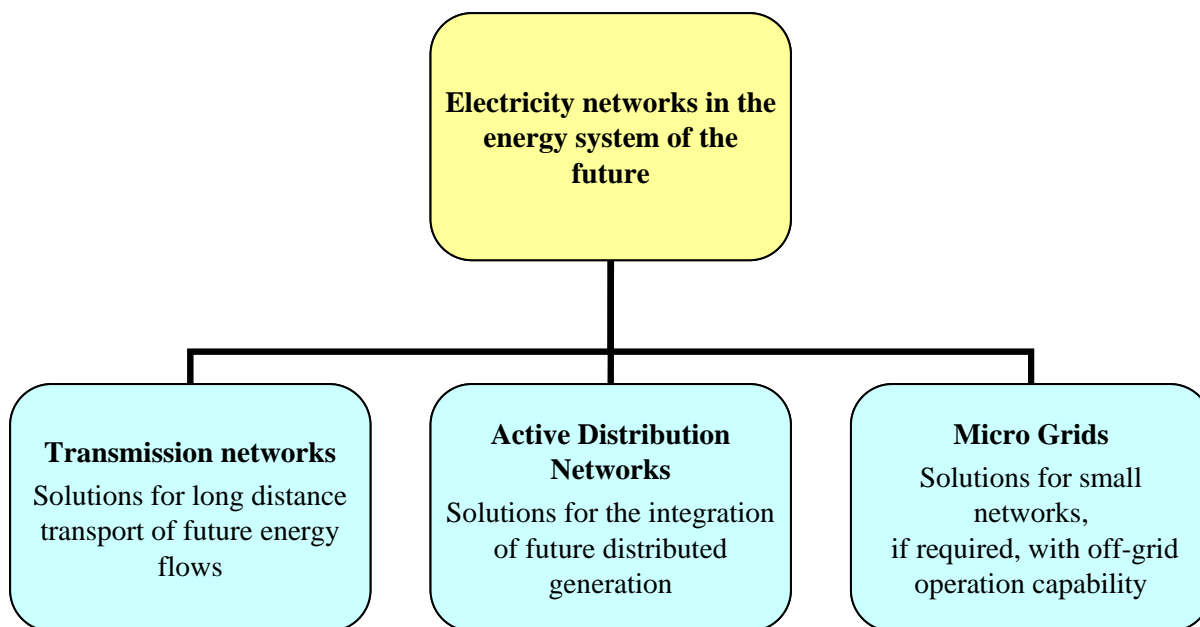 Electricity networks in the
energy system of the
future
Transmission networks
Solutions for long distance
transport of future energy
flows
Active Distribution
Networks
Solutions for the integration
of future distributed
generation
Micro Grids
Solutions for small
networks,
if required, with off-grid
operation capability